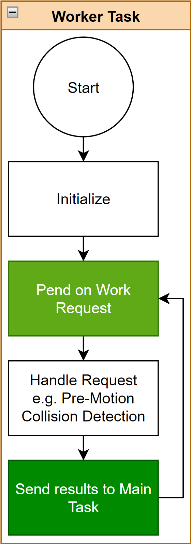 Worker Task
Start
Initialize
Pend on Work
Request
Handle Request
e.g. Pre-Motion
Collision Detection
Send results to Main
Task